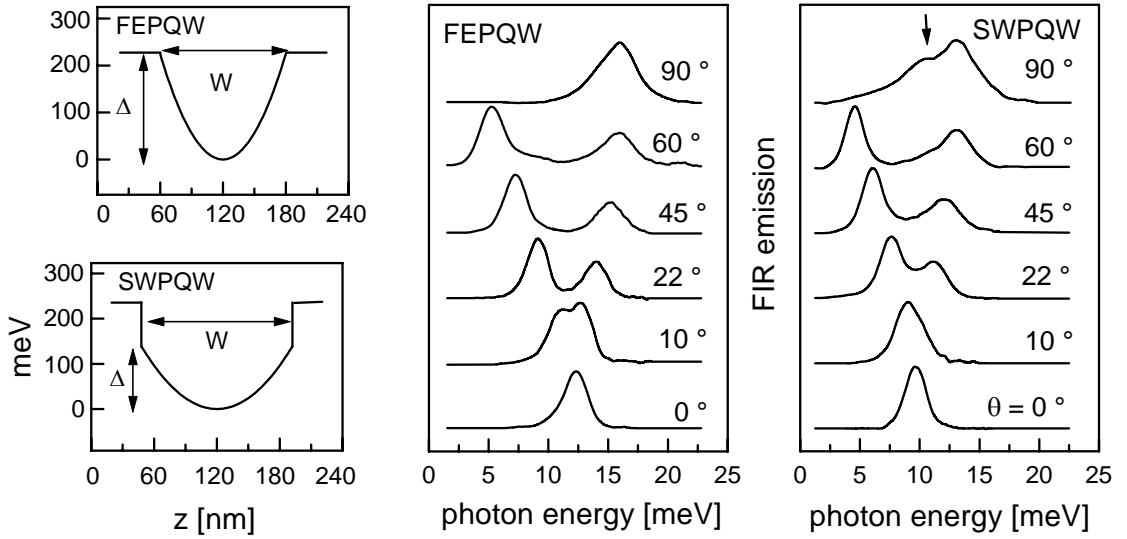 300
FEPQW
200
W
100
Δ
0
0 60 120 180 240
300
SWPQW
200
W
100
Δ
0
meV
0 60 120 180 240
z [nm]
FEPQW
90 °
60 °
45 °
22 °
10 °
0 °
0 5 10 15 20 25
photon energy [meV]
FIR emission
SWPQW
90 °
60 °
45 °
22 °
10 °
θ = 0 °
0 5 10 15 20 25
photon energy [meV]